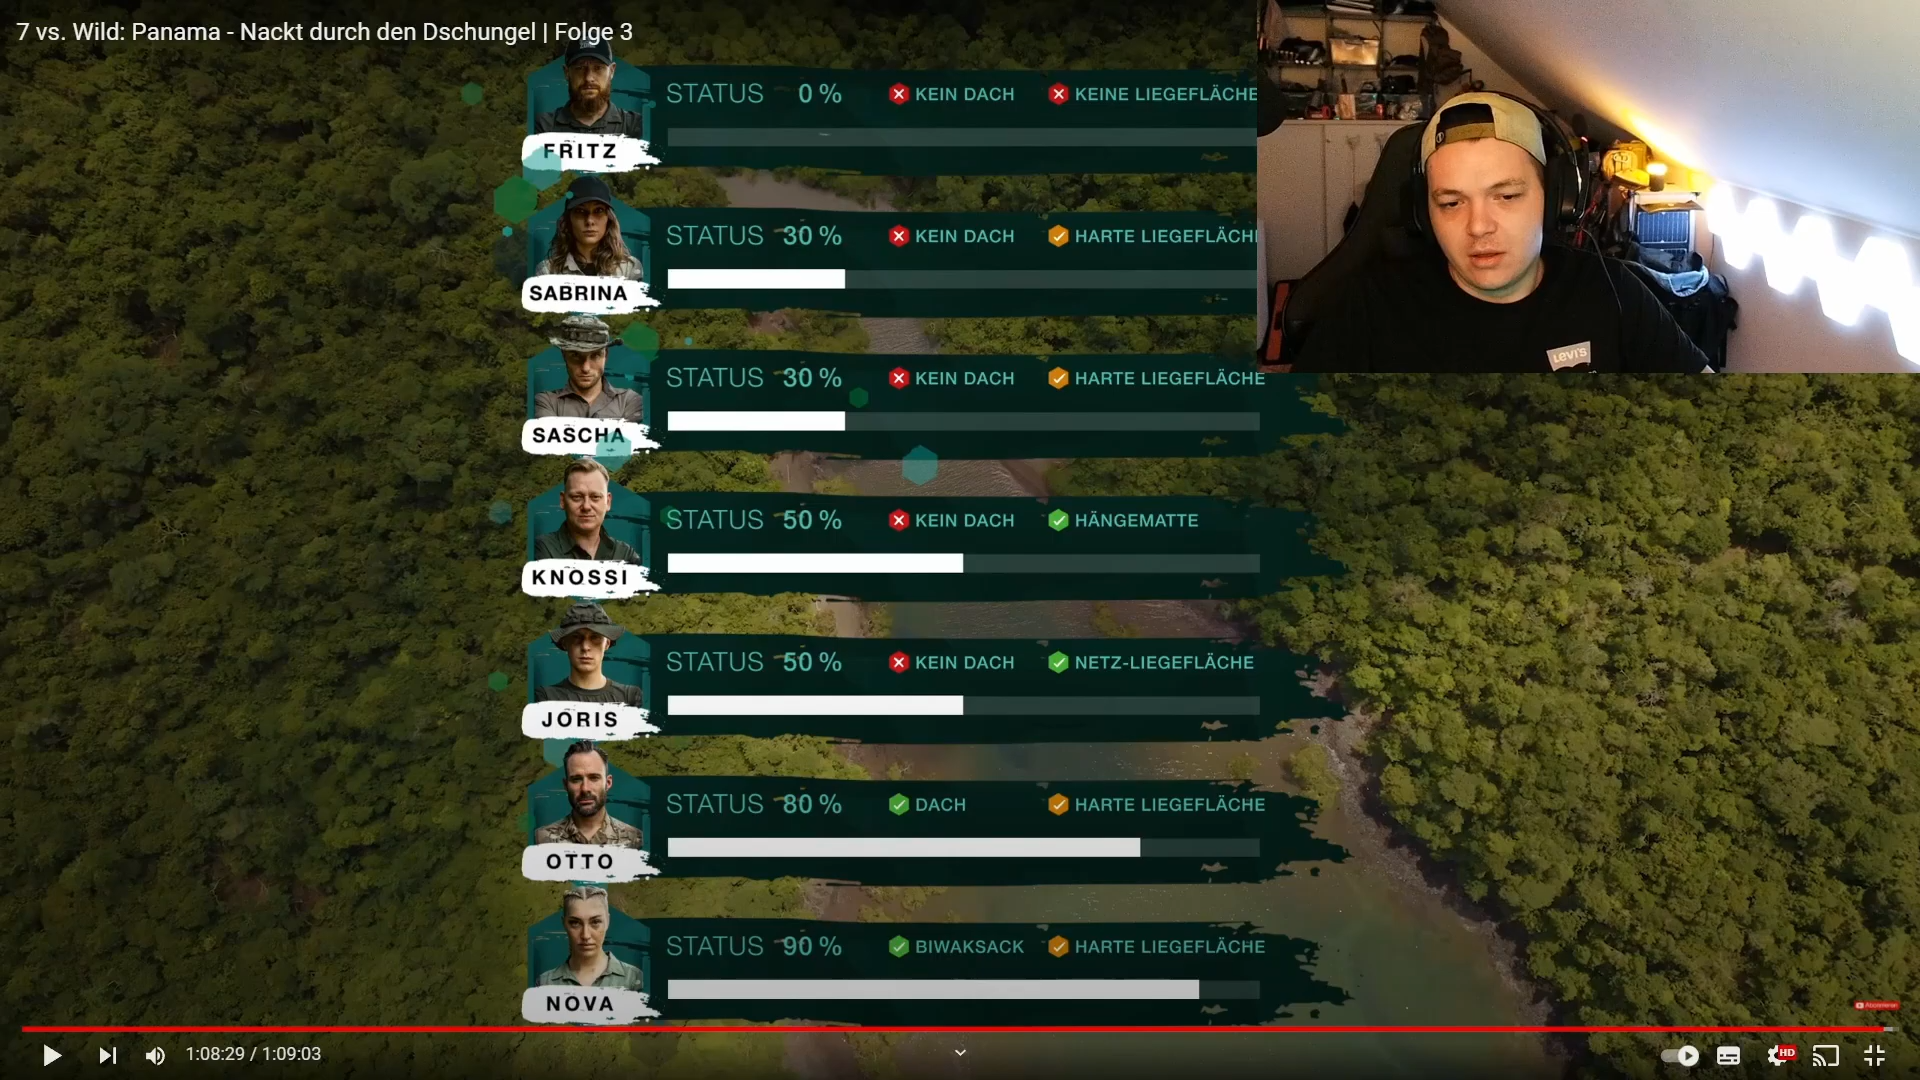 7 vs. Wild: Panama - Nackt durch den Dschungel | Folge 3
STATUS 0 % KEIN DACH KEINE LIEGEFLÄCHE
FRITZ
STATUS 30 % KEIN DACH HARTE LIEGEFLÄCH
SABRINA
STATUS 30 % KEIN DACH HARTE LIEGEFLÄCHE
SASCHA
STATUS 50 % KEIN DACH HÄNGEMATTE
KNOSSI
STATUS 50 % KEIN DACH NETZ-LIEGEFLÄCHE
JORIS
STATUS 80 % DACH HARTE LIEGEFLÄCHE
OTTO
STATUS 90 % BIWAKSACK HARTE LIEGEFLÄCHE
NOVA
Levi's
1:08:29 / 1:09:03
HD